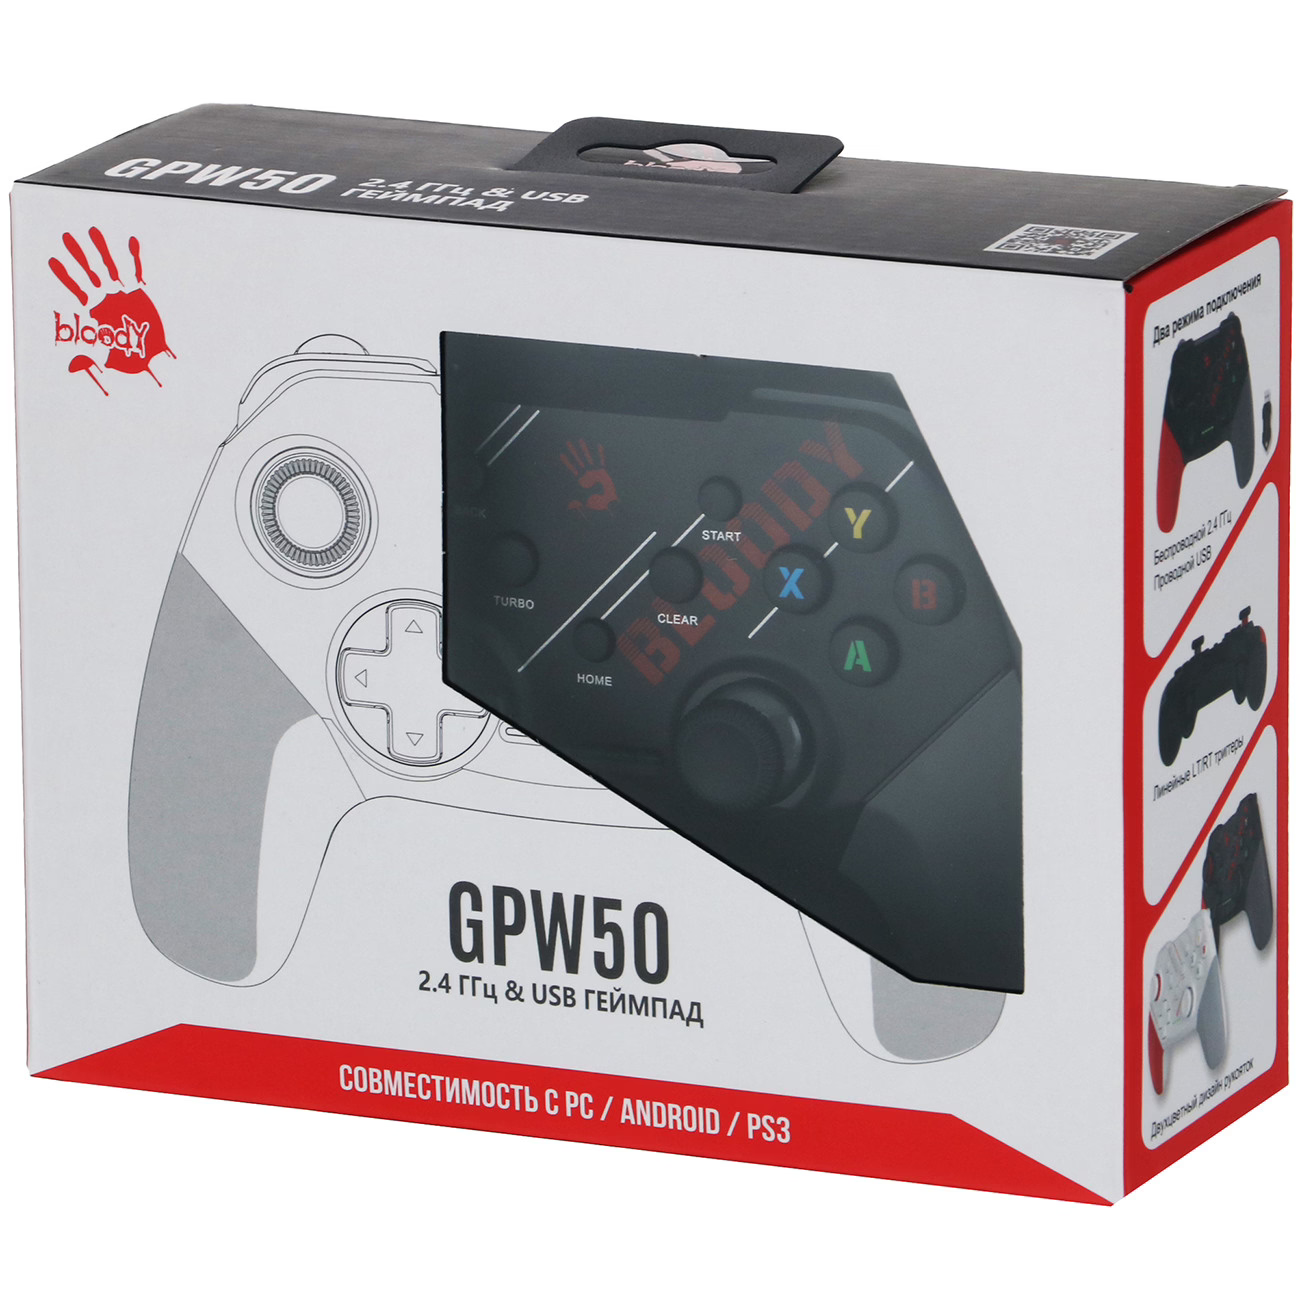 GPW50
2.4 ГГц & USB
ГЕЙМПАД
bloody
bloody
BACK
TURBO
START
CLEAR
HOME
BLOODY
Y
X
B
A
GPW50
2.4 ГГц & USB ГЕЙМПАД
СОВМЕСТИМОСТЬ С PC / ANDROID / PS3
Два режима подключения
Беспроводной 2.4 ГГц
Проводной USB
Линейные LT/RT триггеры
Двухцветный дизайн рукояток